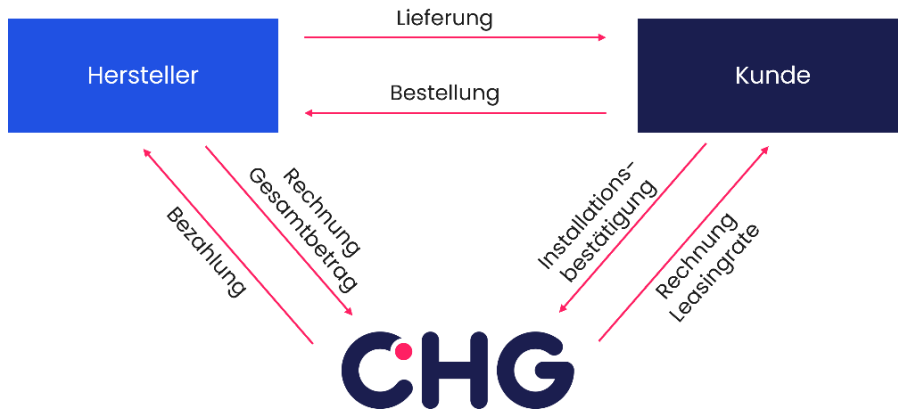 Lieferung
Hersteller
Kunde
Bestellung
Bezahlung
Rechnung
Gesamtbetrag
Installations-
bestätigung
Rechnung
Leasingrate
CHG